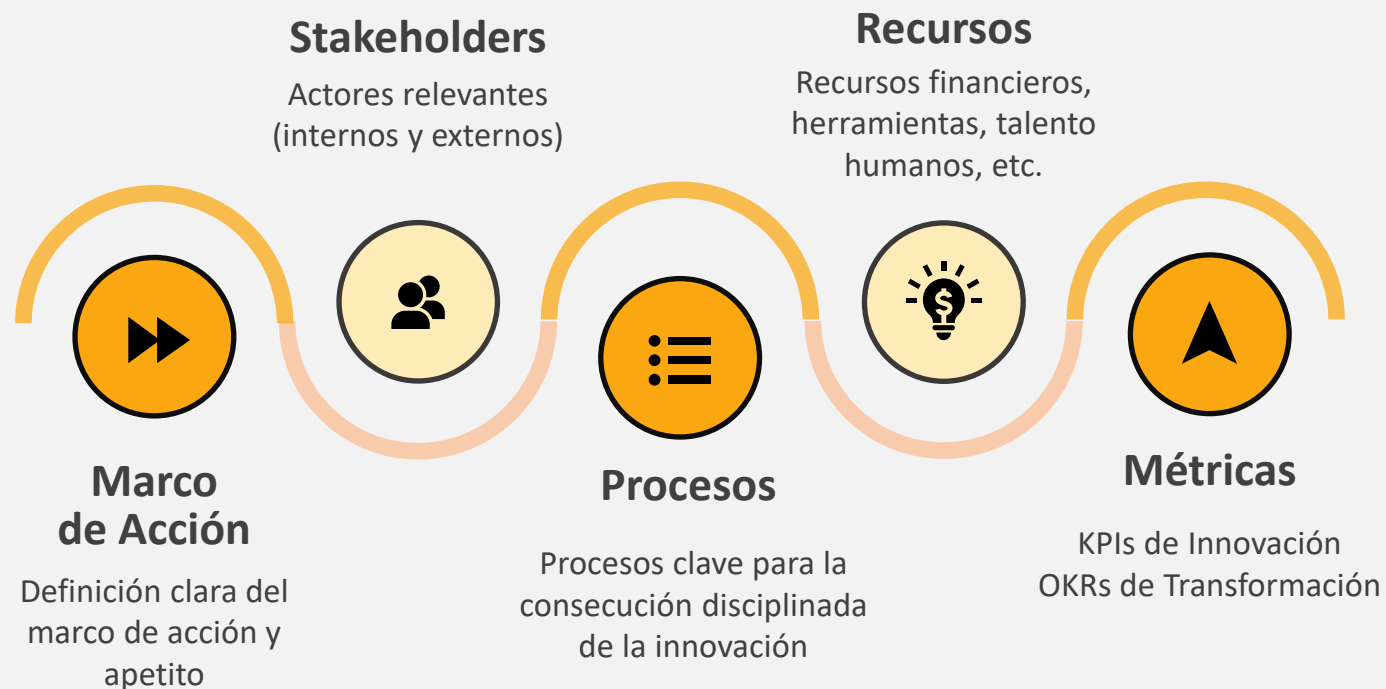 Stakeholders
Actores relevantes
(internos y externos)
Recursos
Recursos financieros,
herramientas, talento
humanos, etc.
$
Marco
de Acción
Definición clara del
marco de acción y
apetito
Procesos
Procesos clave para la
consecución disciplinada
de la innovación
Métricas
KPIs de Innovación
OKRs de Transformación